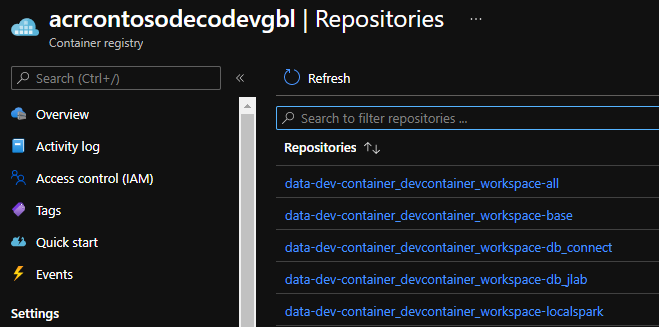 acrcontosodecodevgbl | Repositories ...
Container registry
Search (Ctrl+/)
«
Overview
Activity log
Access control (IAM)
Tags
Quick start
Events
Settings
Refresh
Search to filter repositories ...
Repositories ↑↓
data-dev-container_devcontainer_workspace-all
data-dev-container_devcontainer_workspace-base
data-dev-container_devcontainer_workspace-db_connect
data-dev-container_devcontainer_workspace-db_jlab
data-dev-container_devcontainer_workspace-localspark